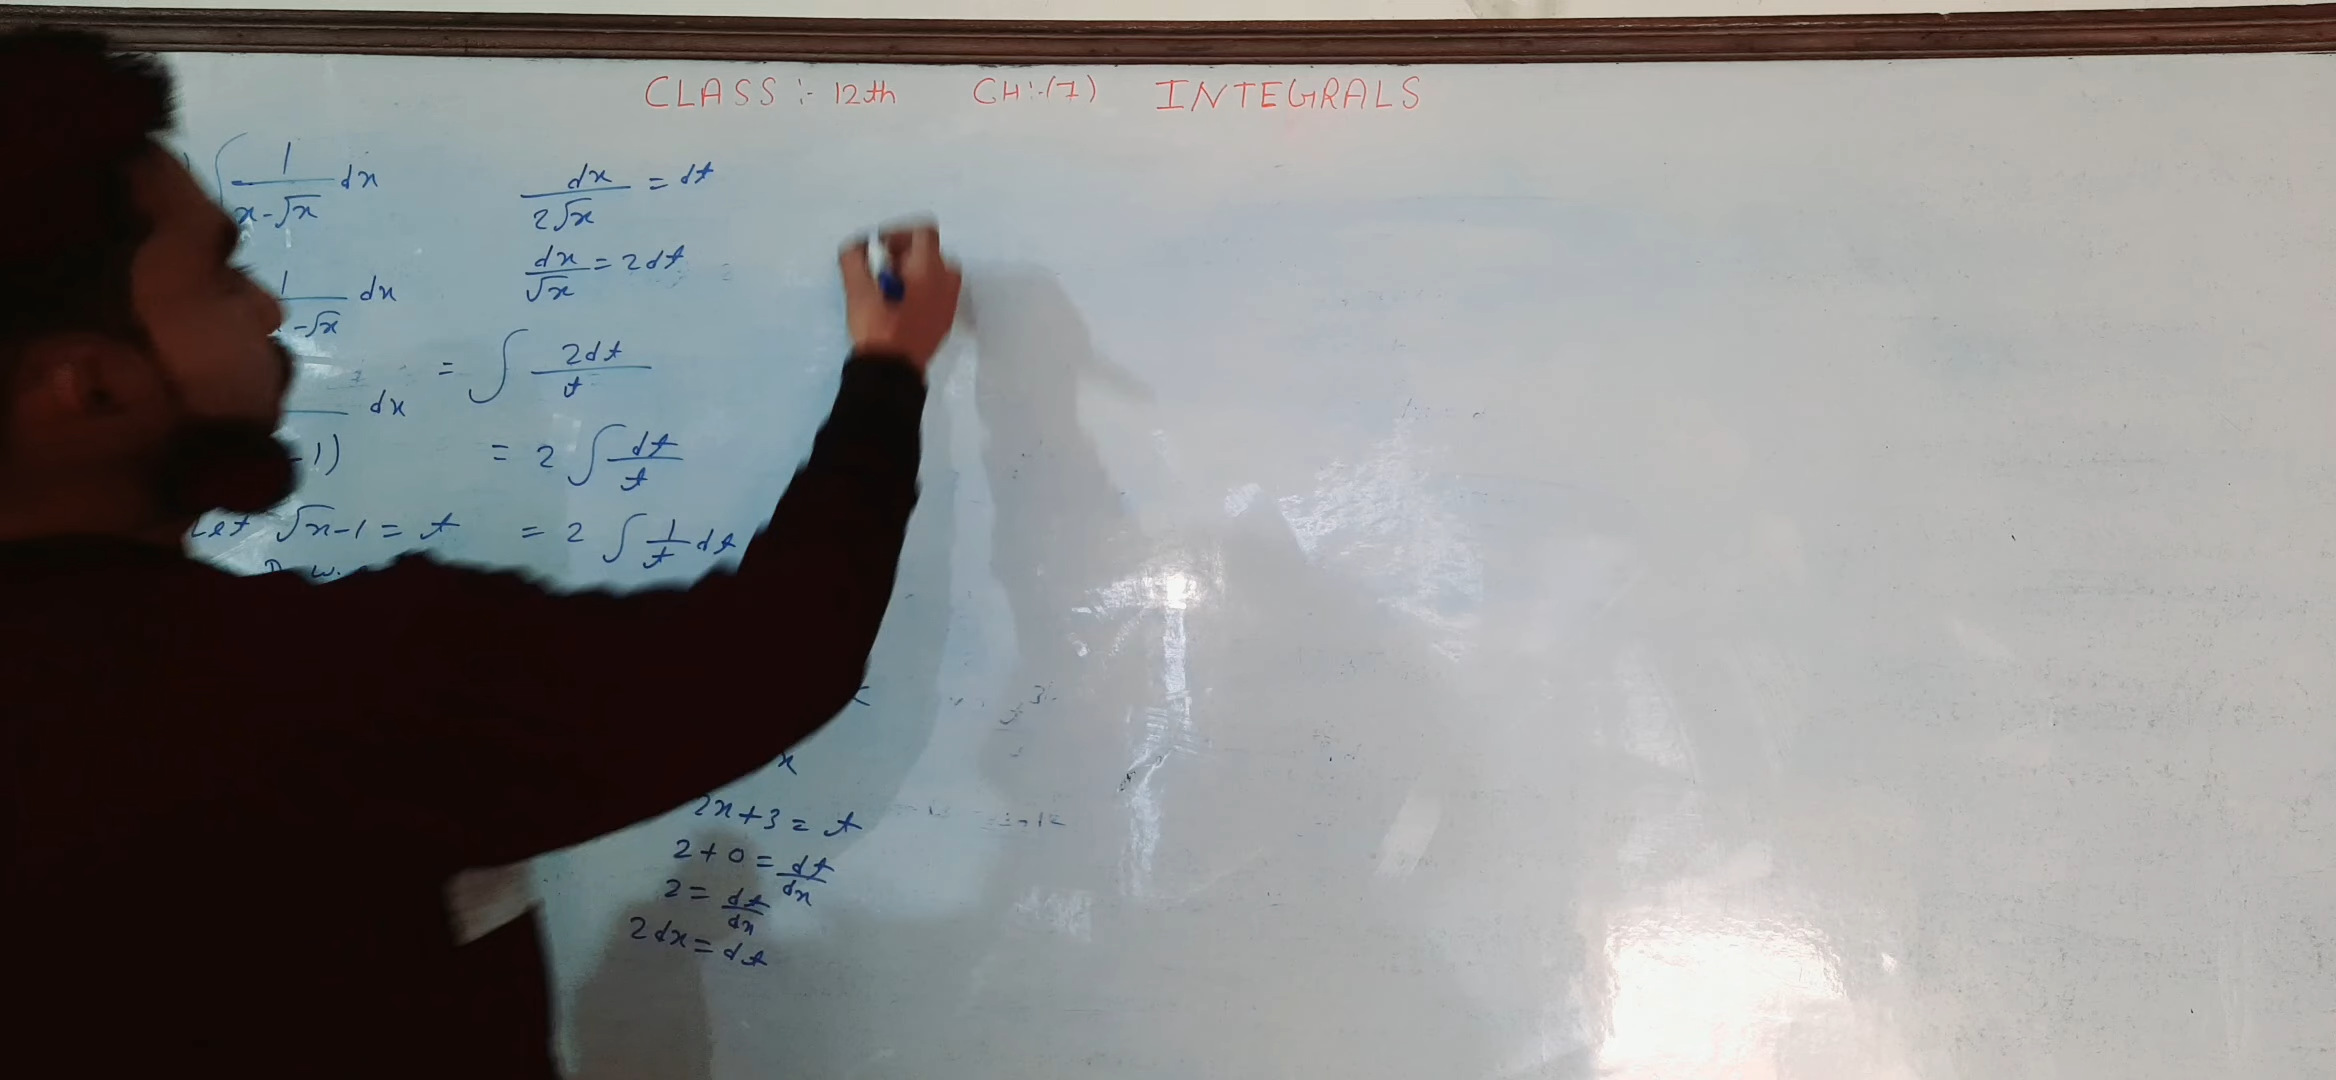 CLASS :- 12th CH:-(7) INTEGRALS
∫ 1/(x-√x) dx
1/( -√x) dx
dx
-1)
Let √x-1 = t
D. w.
dx/(2√x) = dt
dx/√x = 2dt
= ∫ 2dt/t
= 2 ∫ dt/t
= 2 ∫ 1/t dt
x
2x+3 = t
2+0 = dt/dx
2 = dt/dx
2dx = dt